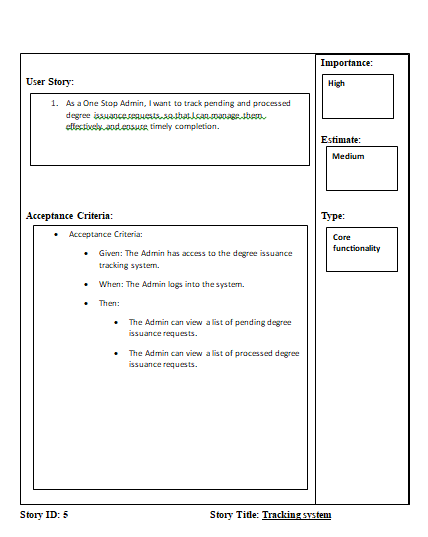 Importance:
High
User Story:
1. As a One Stop Admin, I want to track pending and processed
degree issuance requests, so that I can manage them
effectively and ensure timely completion.
Estimate:
Medium
Acceptance Criteria:
Type:
Core
functionality
• Acceptance Criteria:
• Given: The Admin has access to the degree issuance
tracking system.
• When: The Admin logs into the system.
• Then:
• The Admin can view a list of pending degree
issuance requests.
• The Admin can view a list of processed degree
issuance requests.
Story ID: 5
Story Title: Tracking system